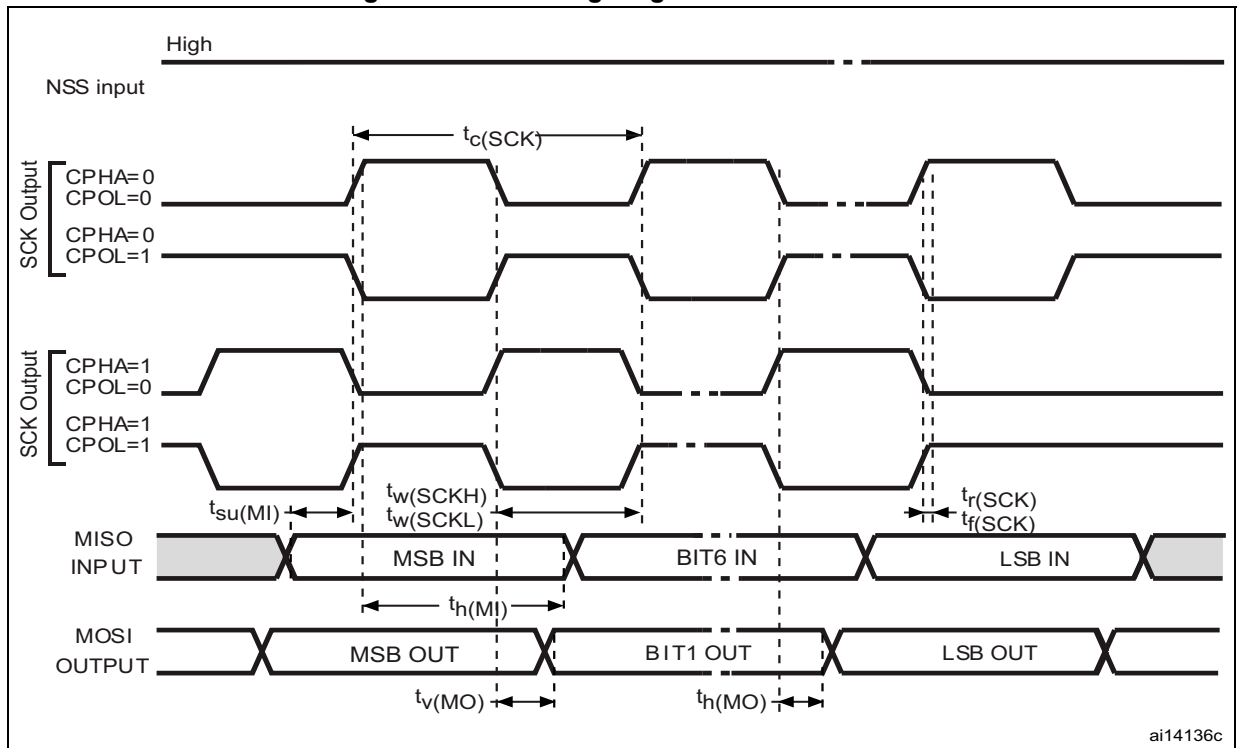 High
NSS input
tc(SCK)
SCK Output
CPHA=0
CPOL=0
CPHA=0
CPOL=1
SCK Output
CPHA=1
CPOL=0
CPHA=1
CPOL=1
tsu(MI)
tw(SCKH)
tw(SCKL)
tr(SCK)
tf(SCK)
MISO
INPUT
MSB IN
BIT6 IN
LSB IN
th(MI)
MOSI
OUTPUT
MSB OUT
BIT1 OUT
LSB OUT
tv(MO)
th(MO)
ai14136c